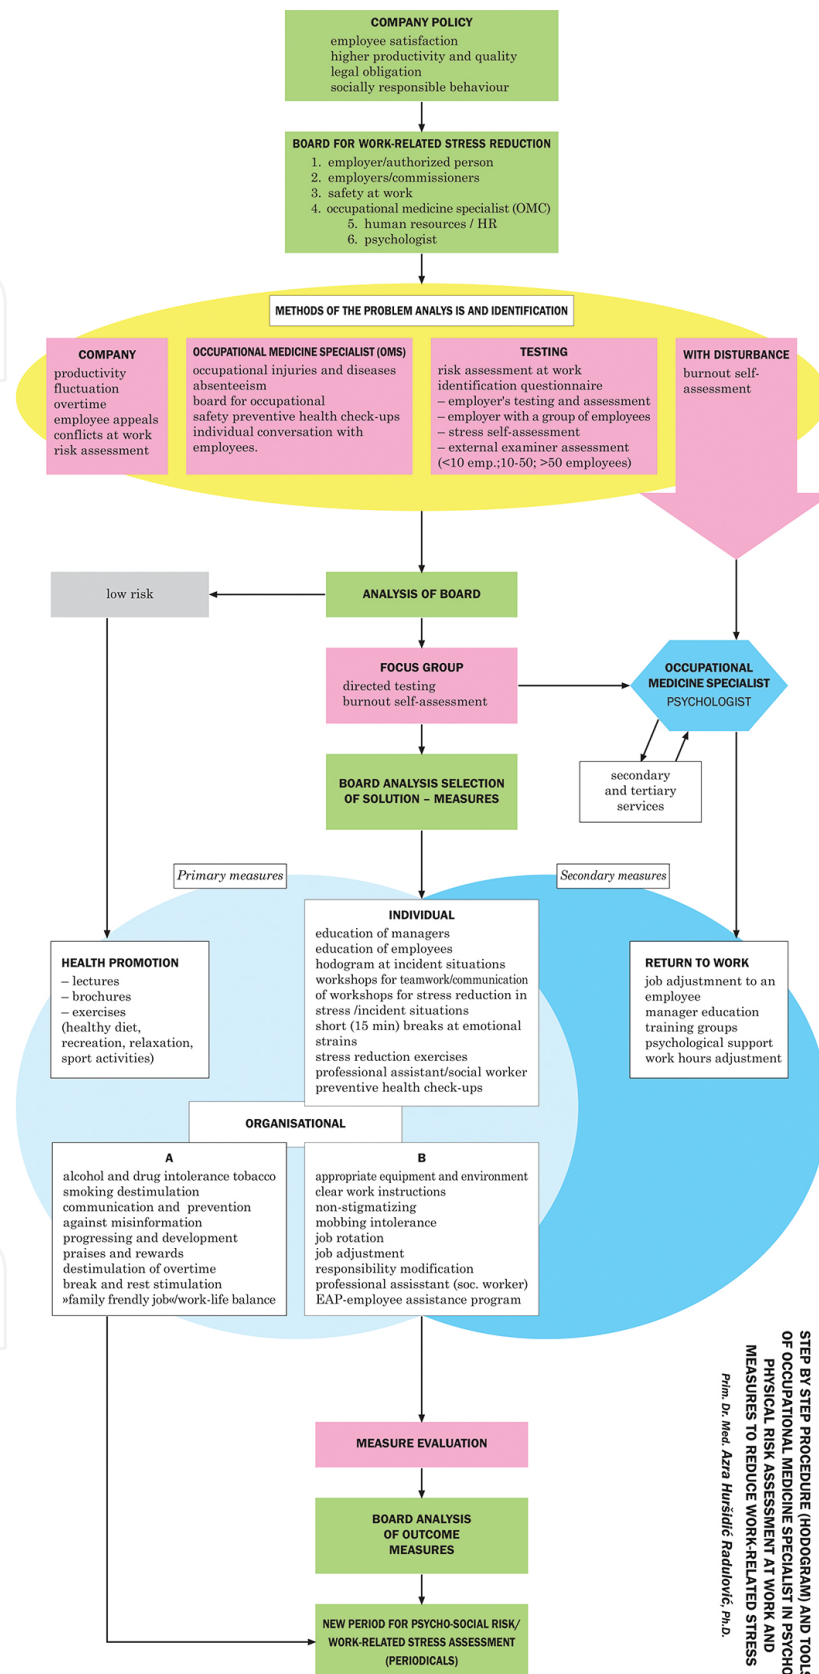 COMPANY POLICY
employee satisfaction
higher productivity and quality
legal obligation
socially responsible behaviour
BOARD FOR WORK-RELATED STRESS REDUCTION
1. employer/authorized person
2. employers/commissioners
3. safety at work
4. occupational medicine specialist (OMC)
5. human resources / HR
6. psychologist
METHODS OF THE PROBLEM ANALYS IS AND IDENTIFICATION
COMPANY
productivity
fluctuation
overtime
employee appeals
conflicts at work
risk assessment
OCCUPATIONAL MEDICINE SPECIALIST (OMS)
occupational injuries and diseases
absenteeism
board for occupational
safety preventive health check-ups
individual conversation with
employees.
TESTING
risk assessment at work
identification questionnaire
– employer's testing and assessment
– employer with a group of employees
– stress self-assessment
– external examiner assessment
(<10 emp.;10-50; >50 employees)
WITH DISTURBANCE
burnout self-
assessment
low risk
ANALYSIS OF BOARD
FOCUS GROUP
directed testing
burnout self-assessment
OCCUPATIONAL
MEDICINE SPECIALIST
PSYCHOLOGIST
BOARD ANALYSIS SELECTION
OF SOLUTION – MEASURES
secondary
and tertiary
services
Primary measures
Secondary measures
HEALTH PROMOTION
– lectures
– brochures
– exercises
(healthy diet,
recreation, relaxation,
sport activities)
INDIVIDUAL
education of managers
education of employees
hodogram at incident situations
workshops for teamwork/communication
of workshops for stress reduction in
stress /incident situations
short (15 min) breaks at emotional
strains
stress reduction exercises
professional assistant/social worker
preventive health check-ups
RETURN TO WORK
job adjustmnent to an
employee
manager education
training groups
psychological support
work hours adjustment
ORGANISATIONAL
A
alcohol and drug intolerance tobacco
smoking destimulation
communication and prevention
against misinformation
progressing and development
praises and rewards
destimulation of overtime
break and rest stimulation
»family frendly job«/work-life balance
B
appropriate equipment and environment
clear work instructions
non-stigmatizing
mobbing intolerance
job rotation
job adjustment
responsibility modification
professional assisstant (soc. worker)
EAP-employee assistance program
MEASURE EVALUATION
BOARD ANALYSIS
OF OUTCOME
MEASURES
NEW PERIOD FOR PSYCHO-SOCIAL RISK/
WORK-RELATED STRESS ASSESSMENT
(PERIODICALS)
STEP BY STEP PROCEDURE (HODOGRAM) AND TOOLS
OF OCCUPATIONAL MEDICINE SPECIALIST IN PSYCHO
PHYSICAL RISK ASSESSMENT AT WORK AND
MEASURES TO REDUCE WORK-RELATED STRESS
Prim. Dr. Med. Azra Huršidić Radulović, Ph.D.